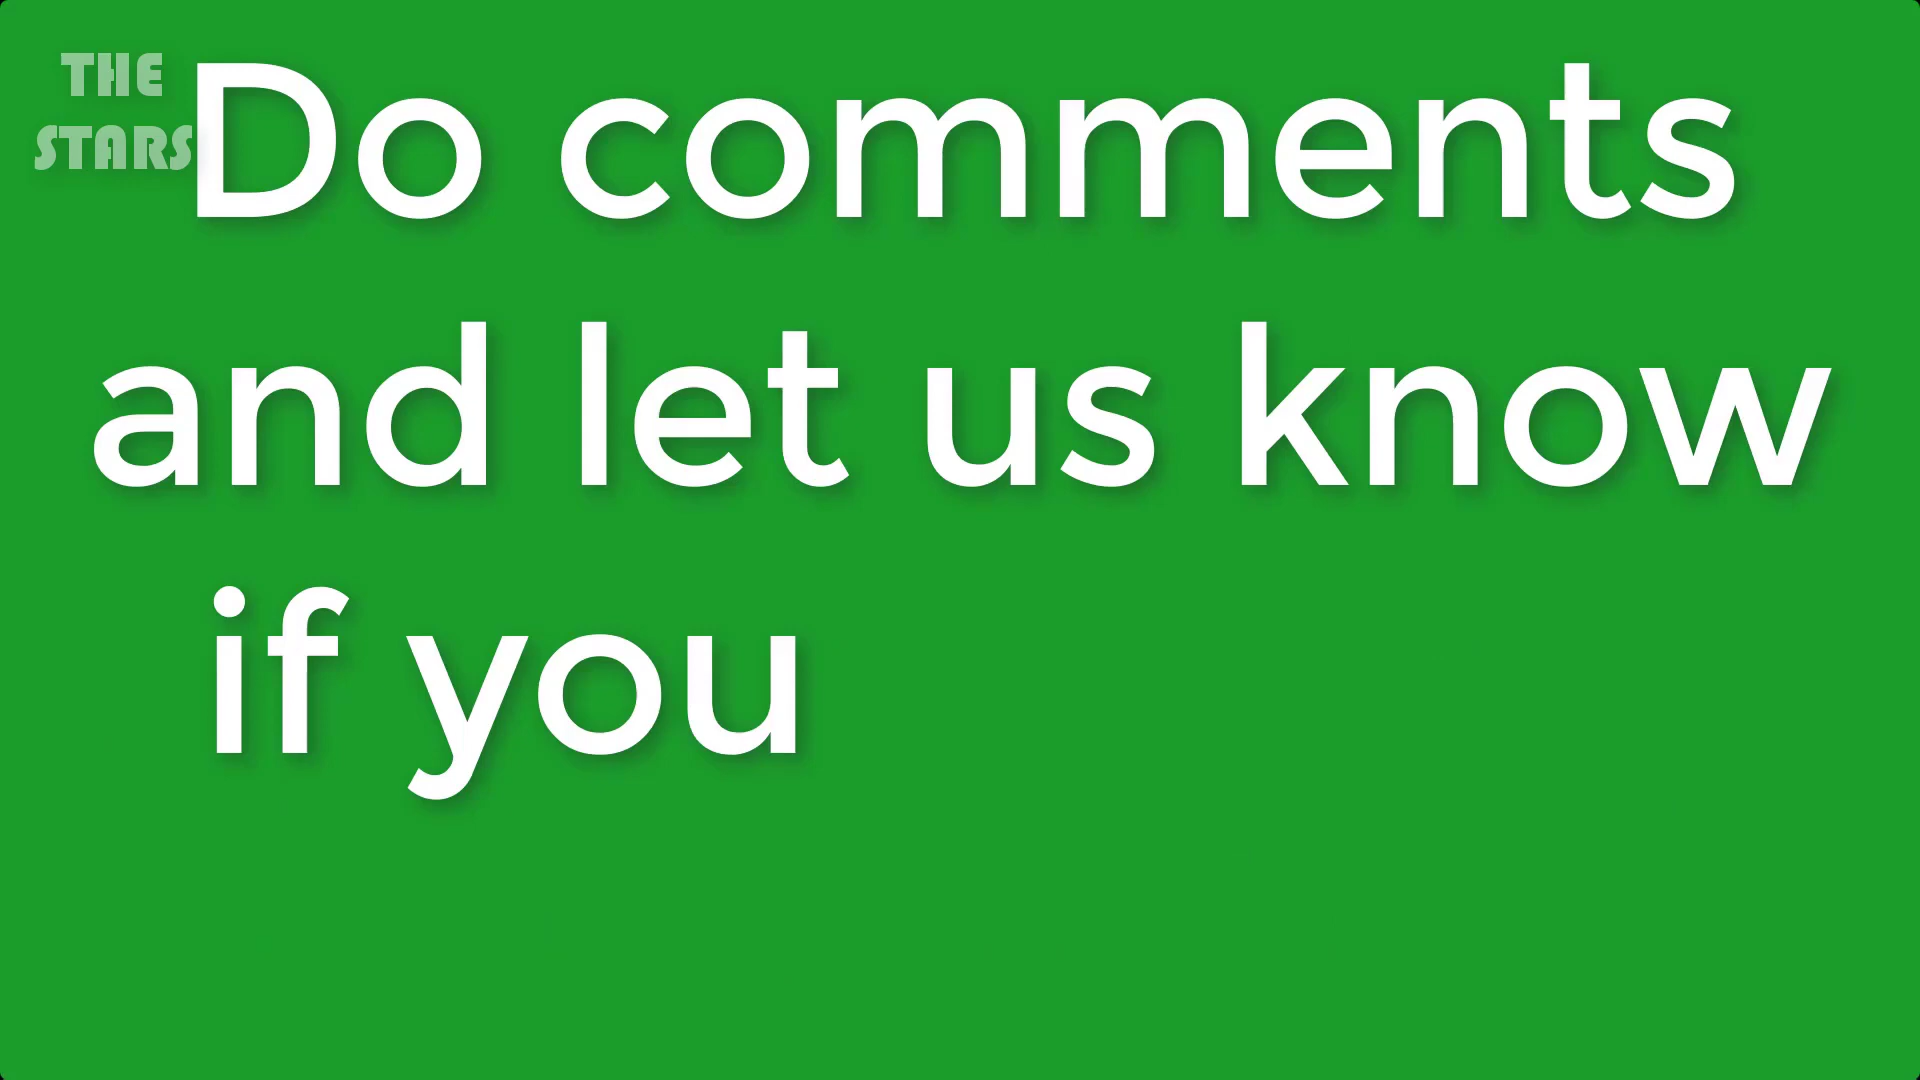 THE
STARS
Do comments
and let us know
if you